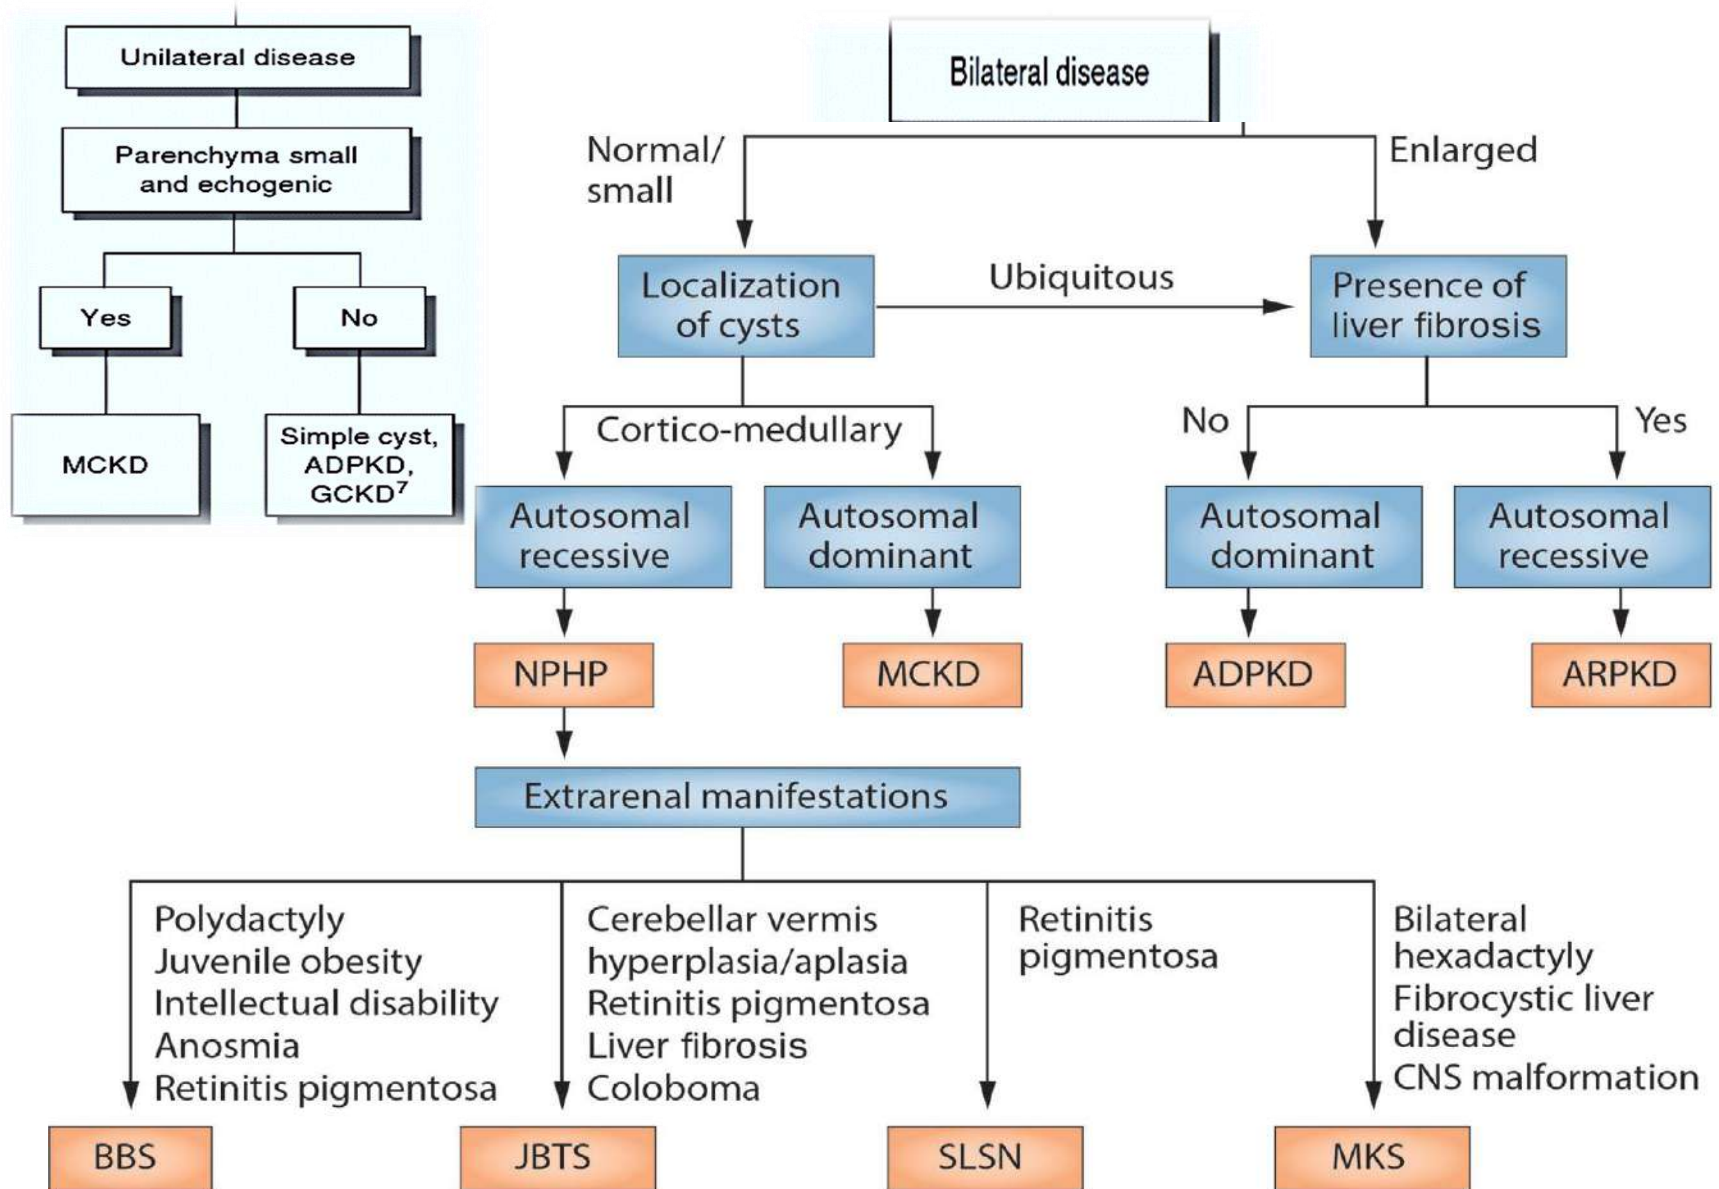 Unilateral disease
Parenchyma small
and echogenic
Yes
No
MCKD
Simple cyst,
ADPKD,
GCKD⁷
Bilateral disease
Normal/
small
Enlarged
Localization
of cysts
Ubiquitous
Presence of
liver fibrosis
Cortico-medullary
No
Yes
Autosomal
recessive
Autosomal
dominant
Autosomal
dominant
Autosomal
recessive
NPHP
MCKD
ADPKD
ARPKD
Extrarenal manifestations
Polydactyly
Juvenile obesity
Intellectual disability
Anosmia
Retinitis pigmentosa
Cerebellar vermis
hyperplasia/aplasia
Retinitis pigmentosa
Liver fibrosis
Coloboma
Retinitis
pigmentosa
Bilateral
hexadactyly
Fibrocystic liver
disease
CNS malformation
BBS
JBTS
SLSN
MKS